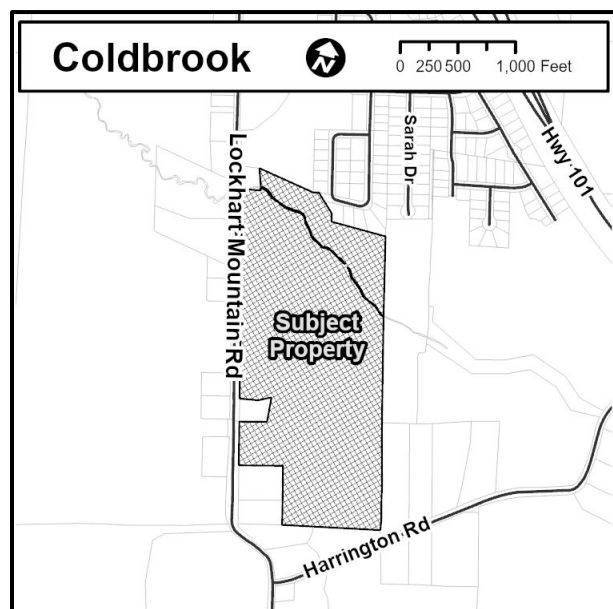 Coldbrook
N
0 250 500 1,000 Feet
Sarah Dr
Hwy 101
Lockhart Mountain Rd
Subject
Property
Harrington Rd